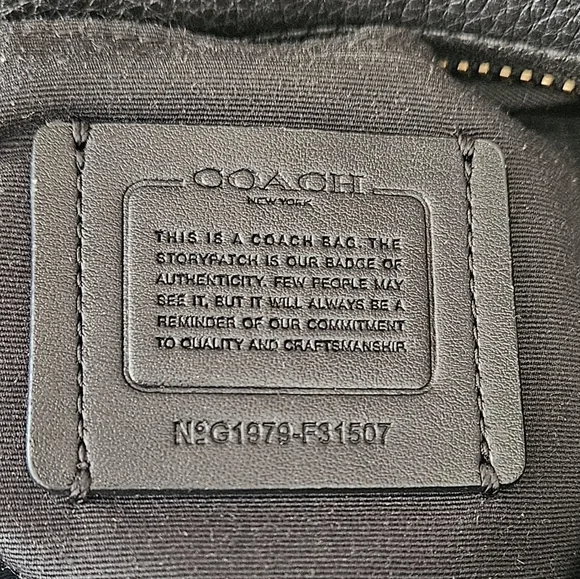 COACH
NEW YORK
THIS IS A COACH BAG. THE
STORYPATCH IS OUR BADGE OF
AUTHENTICITY. FEW PEOPLE MAY
SEE IT, BUT IT WILL ALWAYS BE A
REMINDER OF OUR COMMITMENT
TO QUALITY AND CRAFTSMANSHIP
NºG1979-F31507